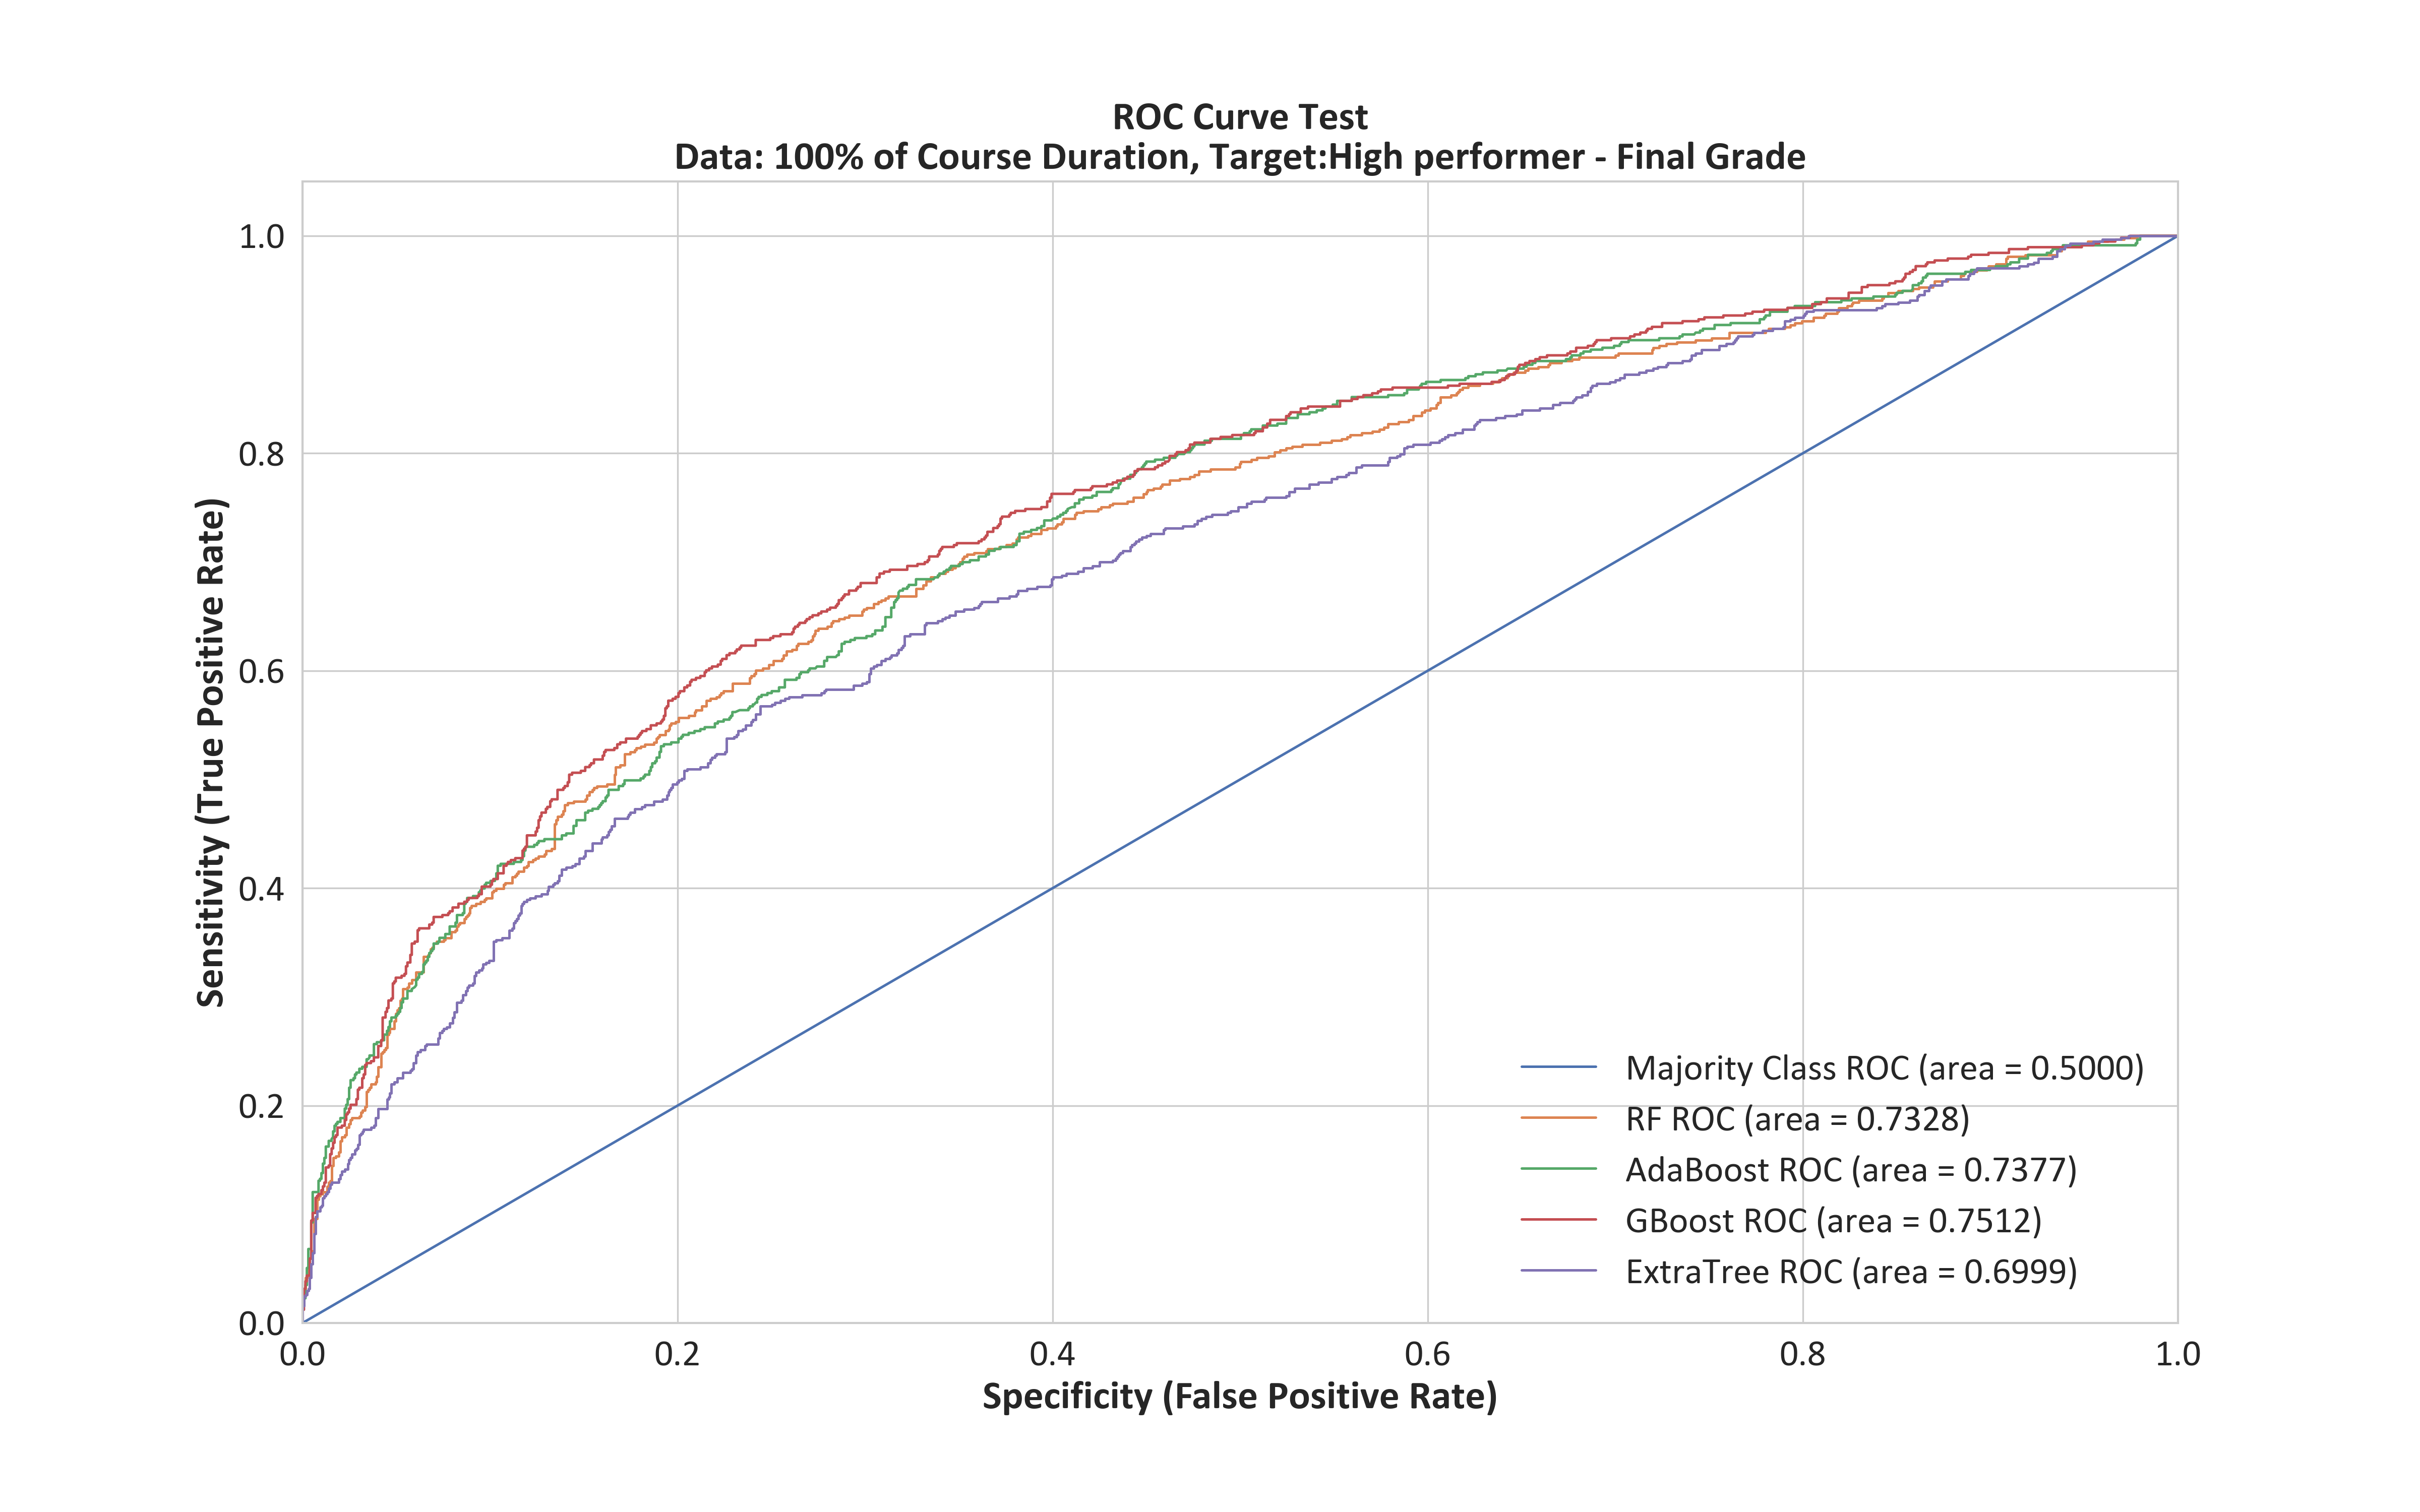 ROC Curve Test
Data: 100% of Course Duration, Target:High performer - Final Grade
Sensitivity (True Positive Rate)
1.0
0.8
0.6
0.4
0.2
0.0
Majority Class ROC (area = 0.5000)
RF ROC (area = 0.7328)
AdaBoost ROC (area = 0.7377)
GBoost ROC (area = 0.7512)
ExtraTree ROC (area = 0.6999)
0.0 0.2 0.4 0.6 0.8 1.0
Specificity (False Positive Rate)